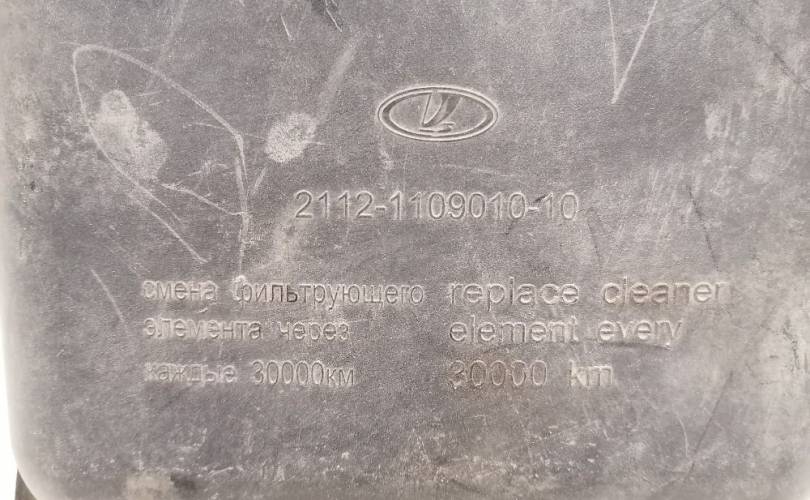 2112-1109010-10
смена фильтрующего
элемента через
каждые 30000км
replace cleaner
element every
30000 km